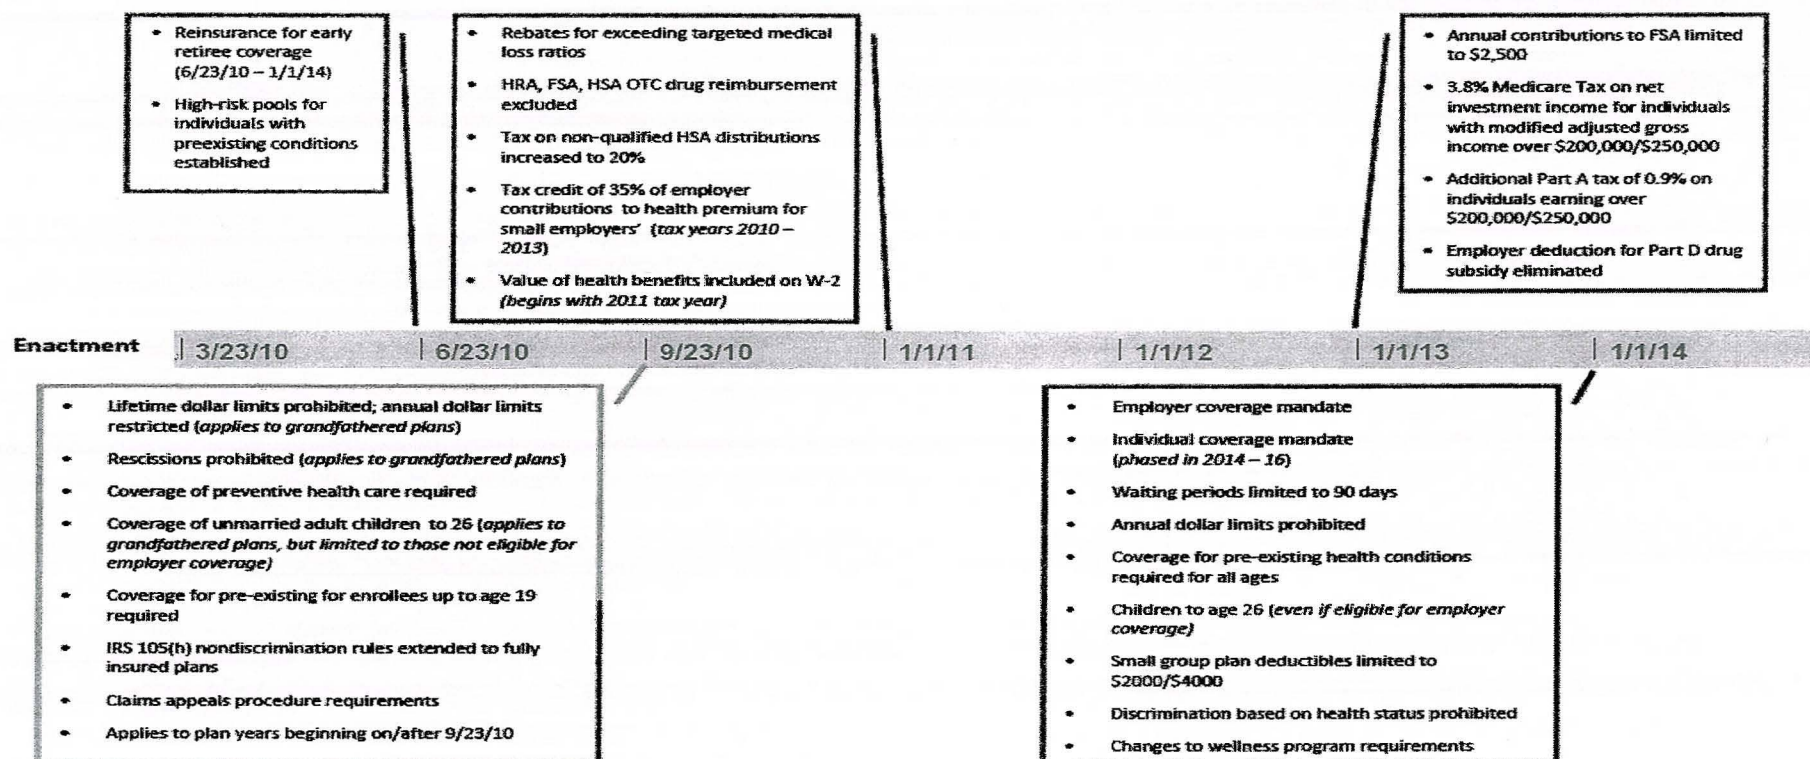 • Reinsurance for early
retiree coverage
(6/23/10 – 1/1/14)
• High-risk pools for
individuals with
preexisting conditions
established
• Rebates for exceeding targeted medical
loss ratios
• HRA, FSA, HSA OTC drug reimbursement
excluded
• Tax on non-qualified HSA distributions
increased to 20%
• Tax credit of 35% of employer
contributions to health premium for
small employers' (tax years 2010 –
2013)
• Value of health benefits included on W-2
(begins with 2011 tax year)
• Annual contributions to FSA limited
to $2,500
• 3.8% Medicare Tax on net
investment income for individuals
with modified adjusted gross
income over $200,000/$250,000
• Additional Part A tax of 0.9% on
individuals earning over
$200,000/$250,000
• Employer deduction for Part D drug
subsidy eliminated
Enactment 3/23/10 6/23/10 9/23/10 1/1/11 1/1/12 1/1/13 1/1/14
• Lifetime dollar limits prohibited; annual dollar limits
restricted (applies to grandfathered plans)
• Rescissions prohibited (applies to grandfathered plans)
• Coverage of preventive health care required
• Coverage of unmarried adult children to 26 (applies to
grandfathered plans, but limited to those not eligible for
employer coverage)
• Coverage for pre-existing for enrollees up to age 19
required
• IRS 105(h) nondiscrimination rules extended to fully
insured plans
• Claims appeals procedure requirements
• Applies to plan years beginning on/after 9/23/10
• Employer coverage mandate
• Individual coverage mandate
(phased in 2014 – 16)
• Waiting periods limited to 90 days
• Annual dollar limits prohibited
• Coverage for pre-existing health conditions
required for all ages
• Children to age 26 (even if eligible for employer
coverage)
• Small group plan deductibles limited to
$2000/$4000
• Discrimination based on health status prohibited
• Changes to wellness program requirements